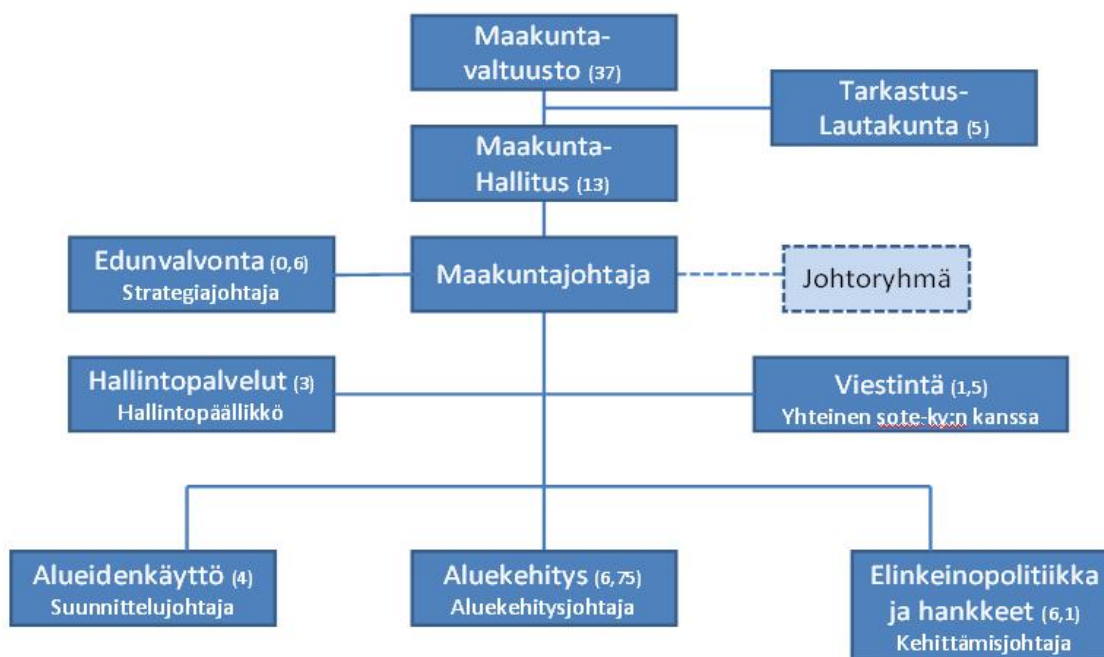 Maakunta-
valtuusto (37)
Tarkastus-
Lautakunta (5)
Maakunta-
Hallitus (13)
Edunvalvonta (0,6)
Strategiajohtaja
Maakuntajohtaja
Johtoryhmä
Hallintopalvelut (3)
Hallintopäällikkö
Viestintä (1,5)
Yhteinen sote-ky:n kanssa
Alueidenkäyttö (4)
Suunnittelujohtaja
Aluekehitys (6,75)
Aluekehitysjohtaja
Elinkeinopolitiikka
ja hankkeet (6,1)
Kehittämisjohtaja